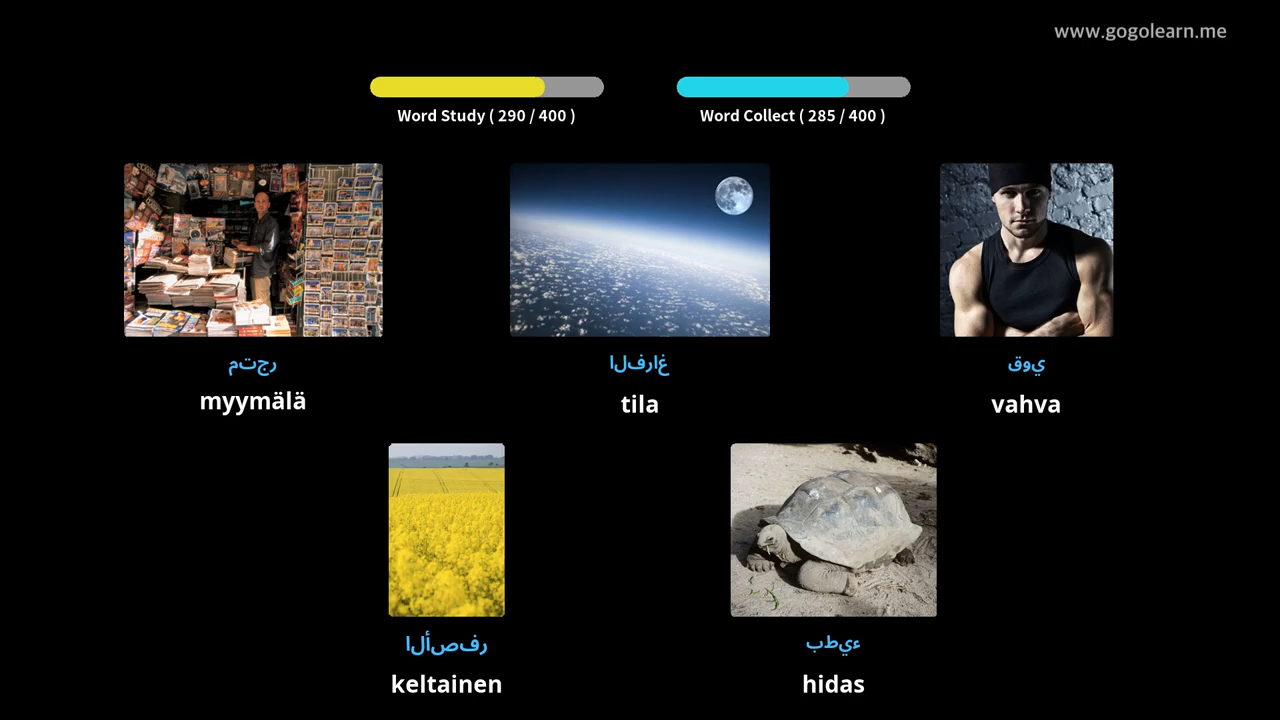 www.gogolearn.me
Word Study ( 290 / 400 )
Word Collect ( 285 / 400 )
متجر
myymälä
الفراغ
tila
قوي
vahva
الأصفر
keltainen
بطيء
hidas